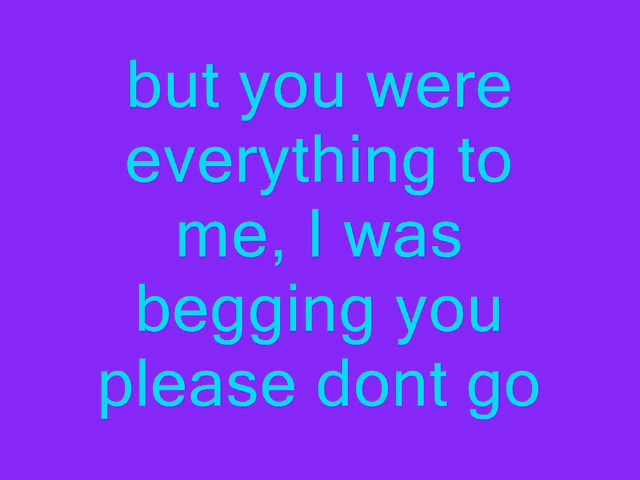 but you were
everything to
me, I was
begging you
please dont go